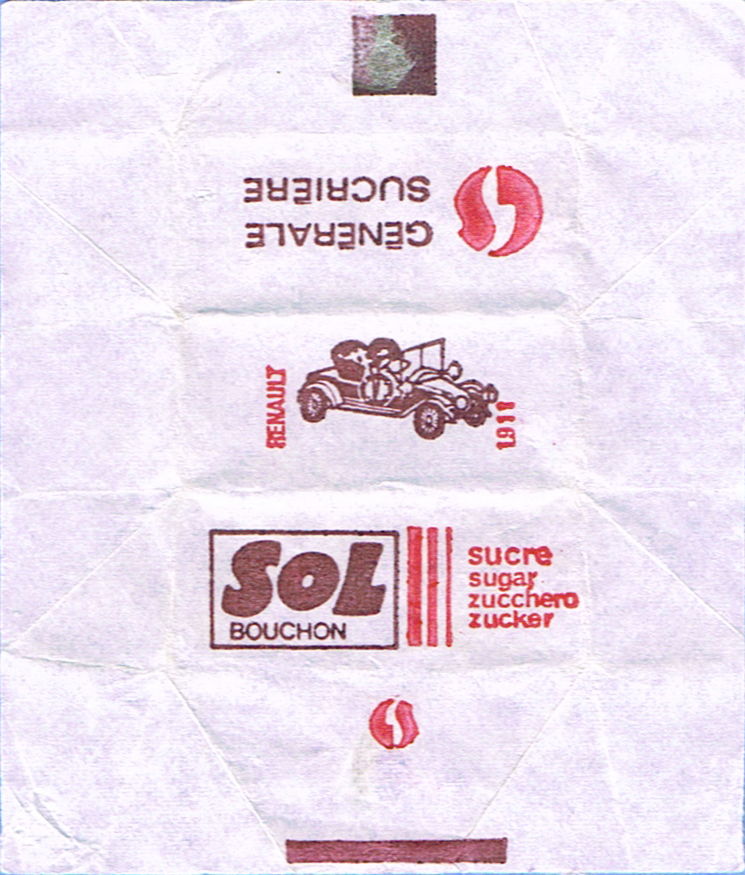 GÉNÉRALE
SUCRIÈRE
RENAULT
1911
SOL
BOUCHON
sucre
sugar
zucchero
zucker